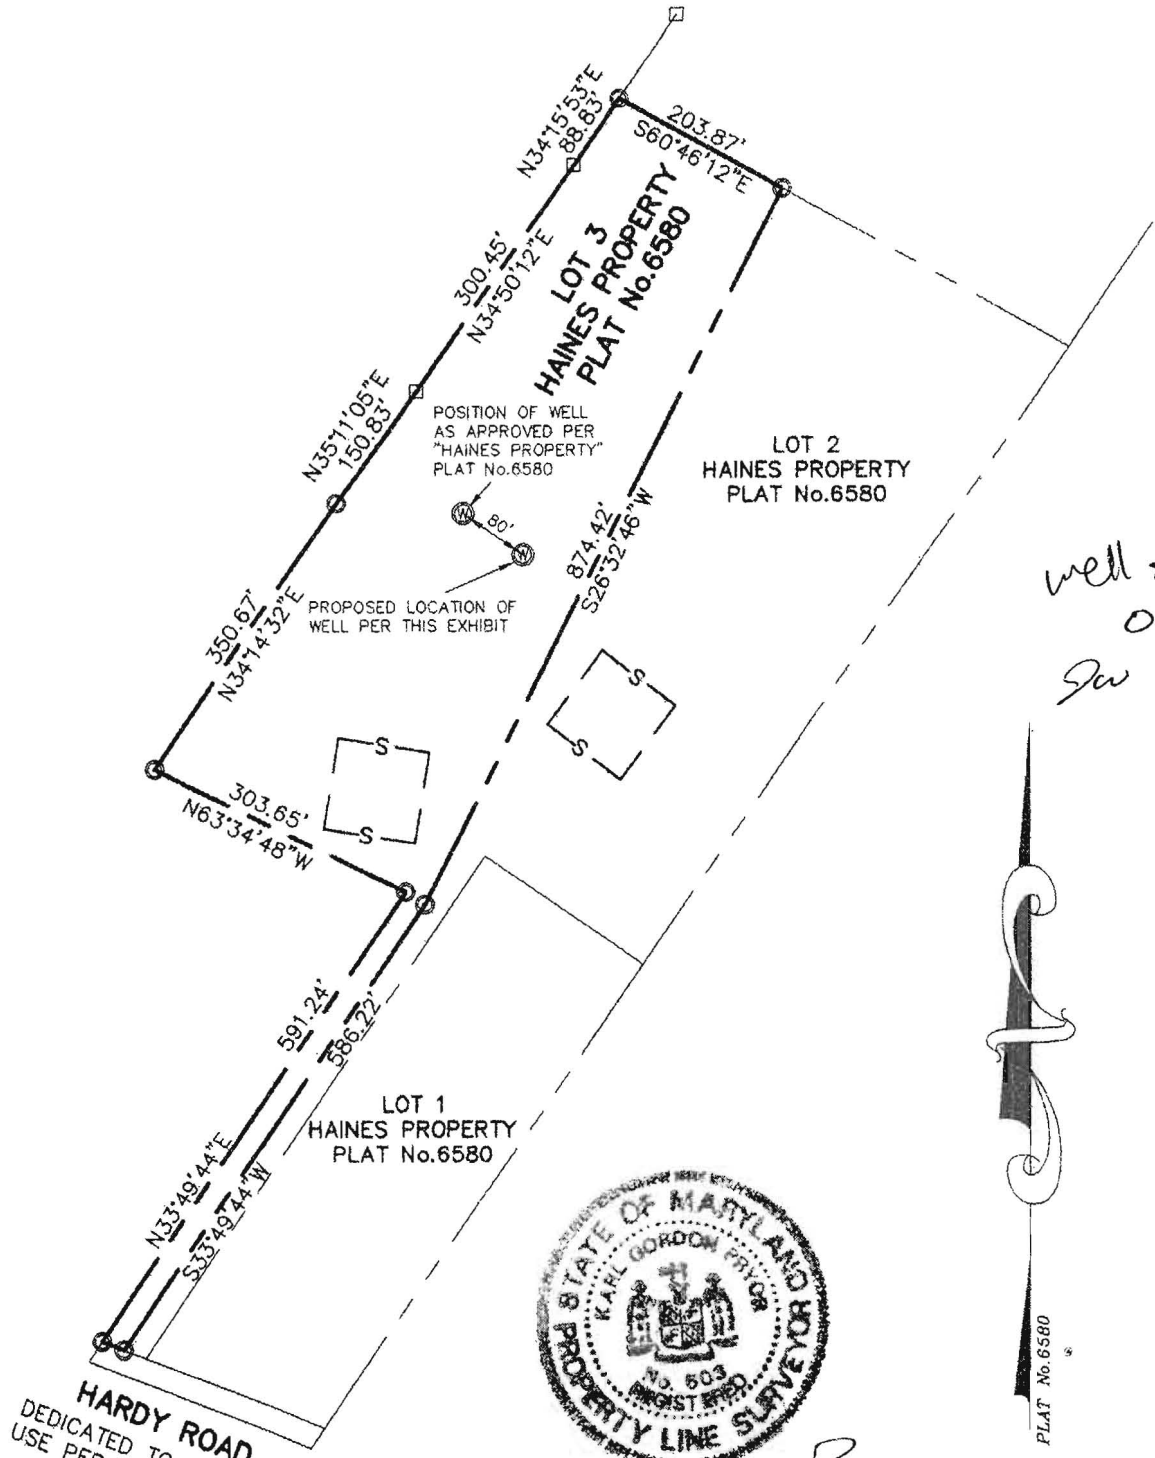 N34°15'53"E
88.83'
203.87'
S60°46'12"E
LOT 3
HAINES PROPERTY
PLAT No.6580
300.45'
N34°50'12"E
N35°11'05"E
150.83'
POSITION OF WELL
AS APPROVED PER
"HAINES PROPERTY"
PLAT No.6580
W
80'
W
PROPOSED LOCATION OF
WELL PER THIS EXHIBIT
LOT 2
HAINES PROPERTY
PLAT No.6580
874.42'
S26°32'46"W
350.67'
N34°14'32"E
well
S
S
S
S
303.65'
N63°34'48"W
591.24'
586.22'
N33°49'44"E
S33°49'44"W
LOT 1
HAINES PROPERTY
PLAT No.6580
STATE OF MARYLAND
KARL GORDON PRYOR
No. 603
REGISTERED
PROPERTY LINE SURVEYOR
PLAT No.6580
HARDY ROAD
DEDICATED TO
USE PER